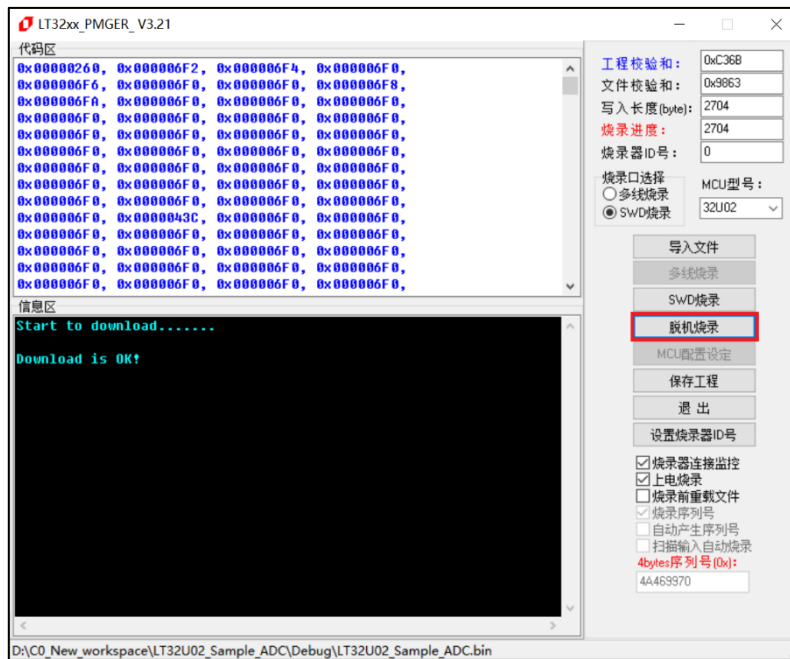 LT32xx_PMGER_ V3.21
代码区
0x00000260, 0x000006F2, 0x000006F4, 0x000006F0,
0x000006F6, 0x000006F0, 0x000006F0, 0x000006F8,
0x000006FA, 0x000006F0, 0x000006F0, 0x000006F0,
0x000006F0, 0x000006F0, 0x000006F0, 0x000006F0,
0x000006F0, 0x000006F0, 0x000006F0, 0x000006F0,
0x000006F0, 0x000006F0, 0x000006F0, 0x000006F0,
0x000006F0, 0x000006F0, 0x000006F0, 0x000006F0,
0x000006F0, 0x000006F0, 0x000006F0, 0x000006F0,
0x000006F0, 0x000006F0, 0x000006F0, 0x000006F0,
0x000006F0, 0x0000043C, 0x000006F0, 0x000006F0,
0x000006F0, 0x000006F0, 0x000006F0, 0x000006F0,
0x000006F0, 0x000006F0, 0x000006F0, 0x000006F0,
0x000006F0, 0x000006F0, 0x000006F0, 0x000006F0,
0x000006F0, 0x000006F0, 0x000006F0, 0x000006F0,
信息区
Start to download.......
Download is OK!
工程校验和： 0xC36B
文件校验和： 0x9863
写入长度(byte): 2704
烧录进度： 2704
烧录器ID号： 0
烧录口选择
多线烧录
SWD烧录
MCU型号：
32U02
导入文件
多线烧录
SWD烧录
脱机烧录
MCU配置设定
保存工程
退 出
设置烧录器ID号
烧录器连接监控
上电烧录
烧录前重载文件
烧录序列号
自动产生序列号
扫描输入自动烧录
4bytes序列号(0x):
4A469970
D:\C0_New_workspace\LT32U02_Sample_ADC\Debug\LT32U02_Sample_ADC.bin